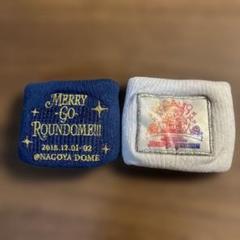 MERRY
-GO-
ROUNDOME!!!
2018.12.01-02
@NAGOYA DOME